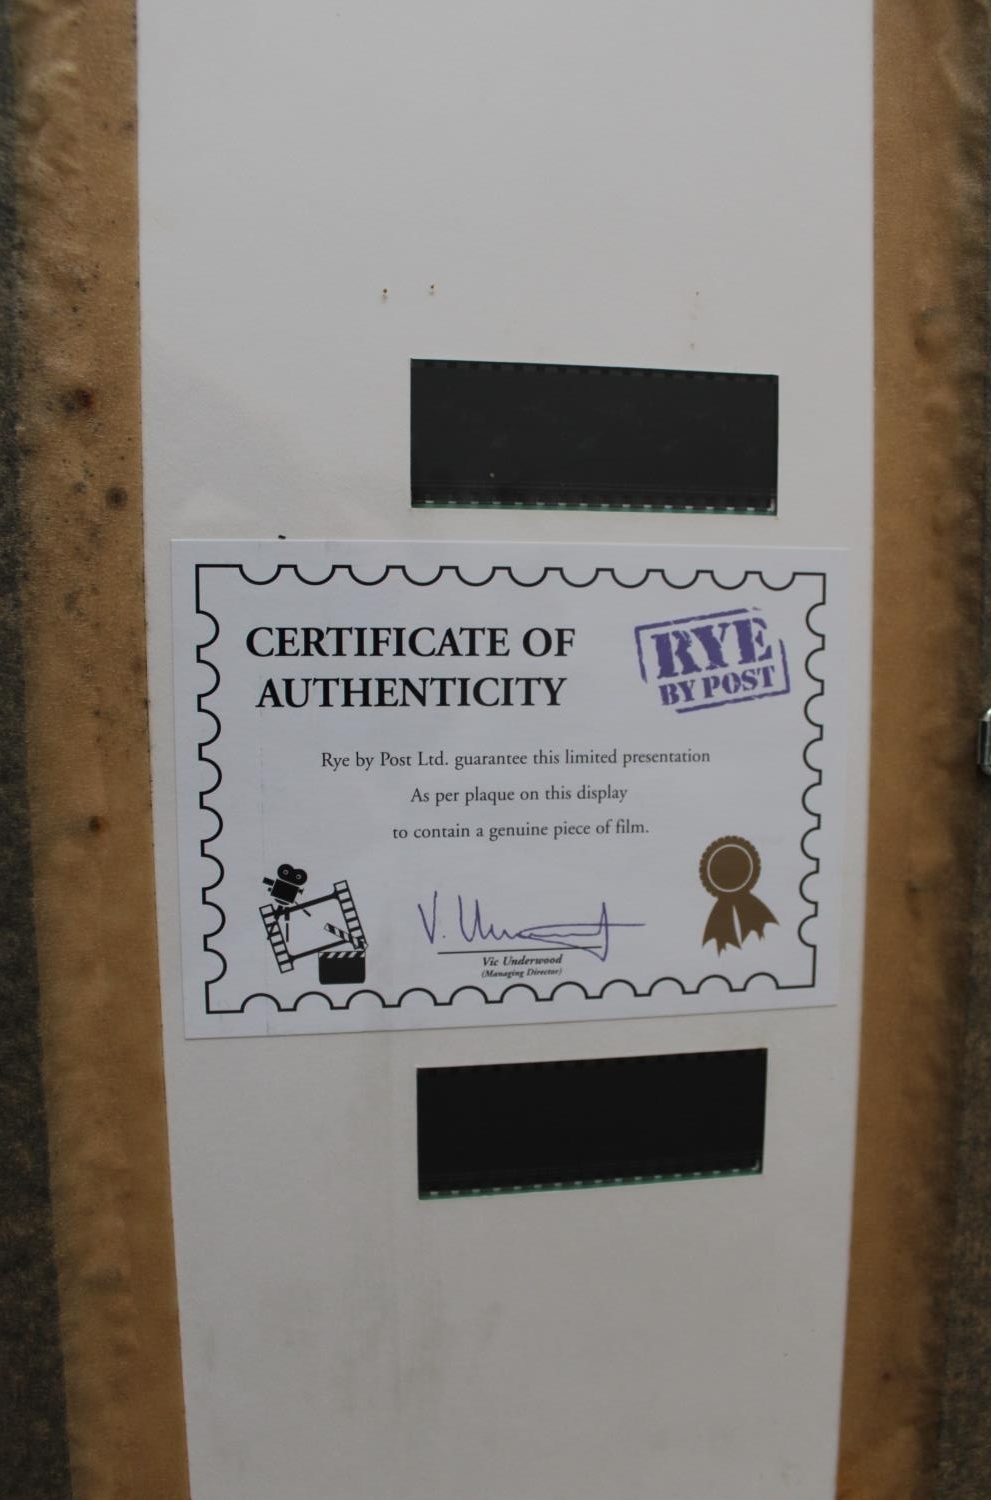 CERTIFICATE OF
AUTHENTICITY
RYE
BY POST
Rye by Post Ltd. guarantee this limited presentation
As per plaque on this display
to contain a genuine piece of film.
V. Underwood
Vic Underwood
(Managing Director)